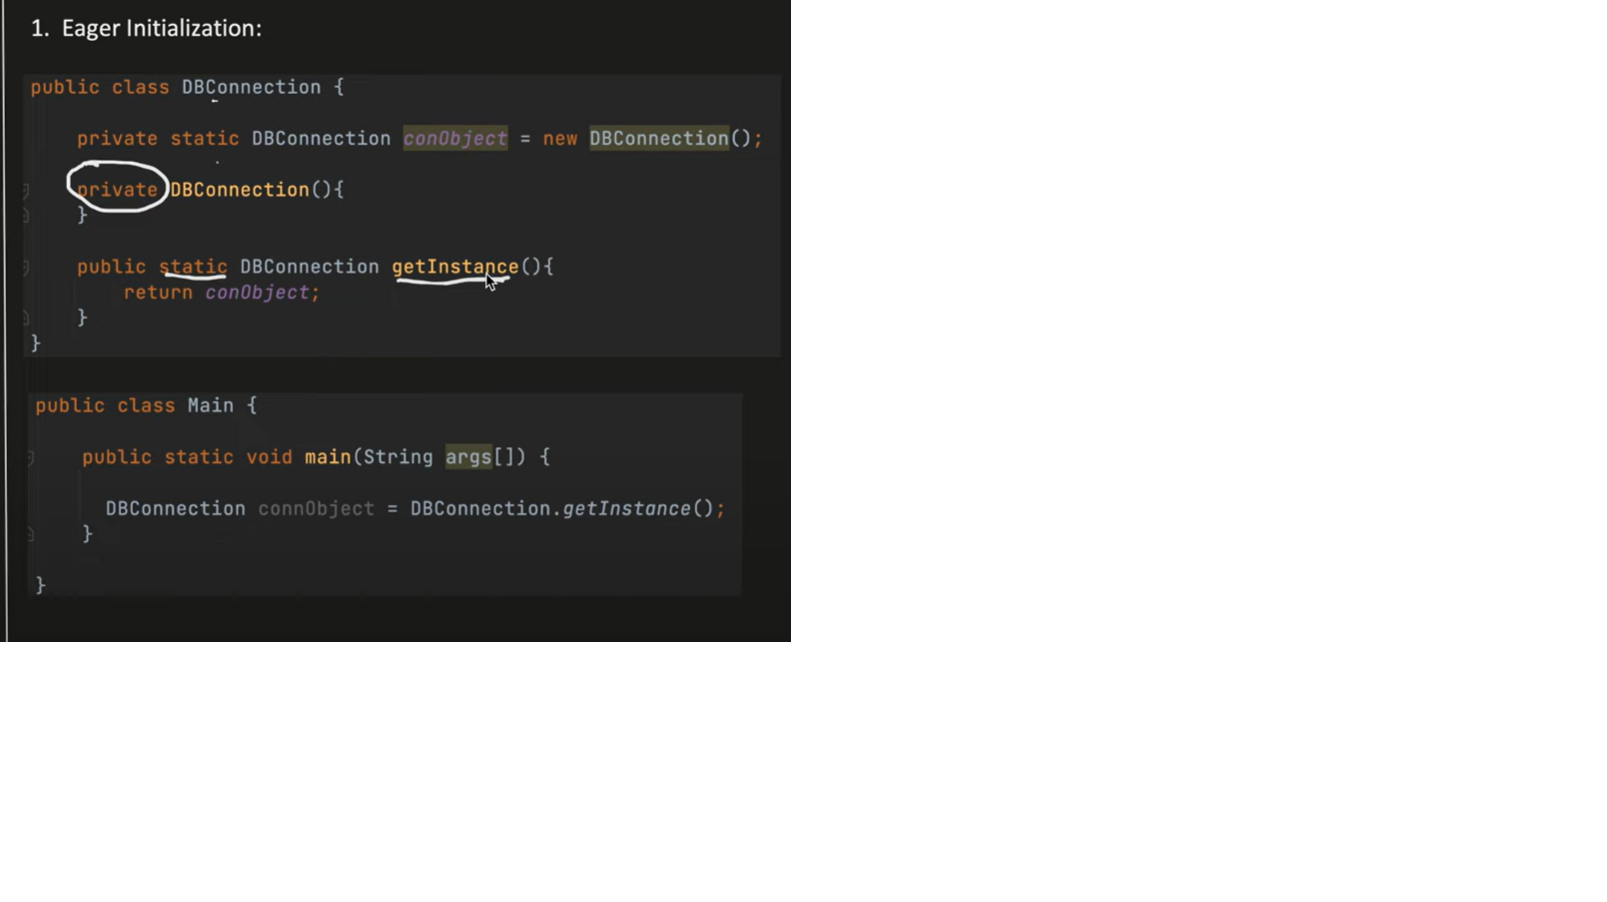 1. Eager Initialization:
public class DBConnection {
private static DBConnection conObject = new DBConnection();
private DBConnection(){
}
public static DBConnection getInstance(){
return conObject;
}
}
public class Main {
public static void main(String args[]) {
DBConnection connObject = DBConnection.getInstance();
}
}